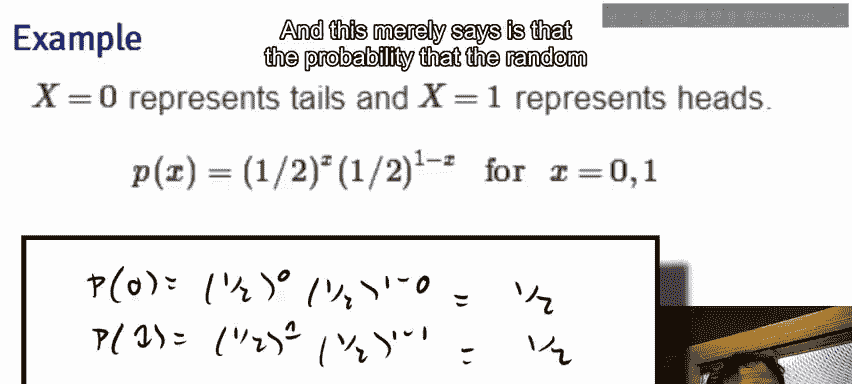 And this merely says is that
the probability that the random
Example
X = 0 represents tails and X = 1 represents heads.
p(x) = (1/2)^x (1/2)^{1−x} for x = 0, 1
P(0) = (1/2)^0 (1/2)^{1-0} = 1/2
P(1) = (1/2)^1 (1/2)^{1-1} = 1/2